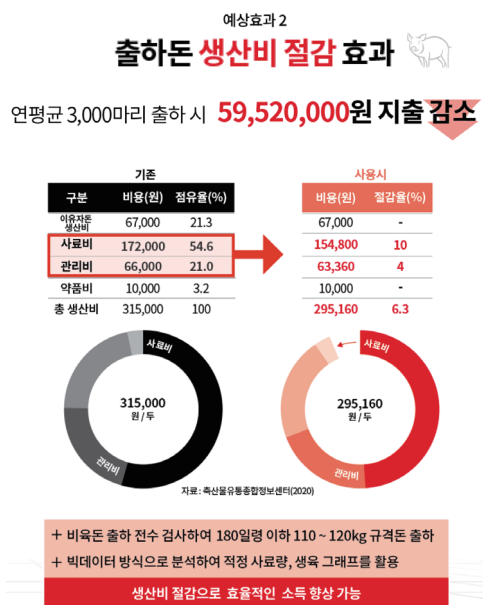 예상효과 2
출하돈 생산비 절감 효과
연평균 3,000마리 출하 시 59,520,000원 지출 감소
기존
사용시
구분 비용(원) 점유율(%) 비용(원) 절감율(%)
이유자돈
생산비 67,000 21.3 67,000 -
사료비 172,000 54.6 154,800 10
관리비 66,000 21.0 63,360 4
약품비 10,000 3.2 10,000 -
총 생산비 315,000 100 295,160 6.3
사료비
315,000
원 / 두
관리비
사료비
295,160
원 / 두
관리비
자료 : 축산물유통종합정보센터(2020)
+ 비육돈 출하 전수 검사하여 180일령 이하 110 ~ 120kg 규격돈 출하
+ 빅데이터 방식으로 분석하여 적정 사료량, 생육 그래프를 활용
생산비 절감으로 효율적인 소득 향상 가능